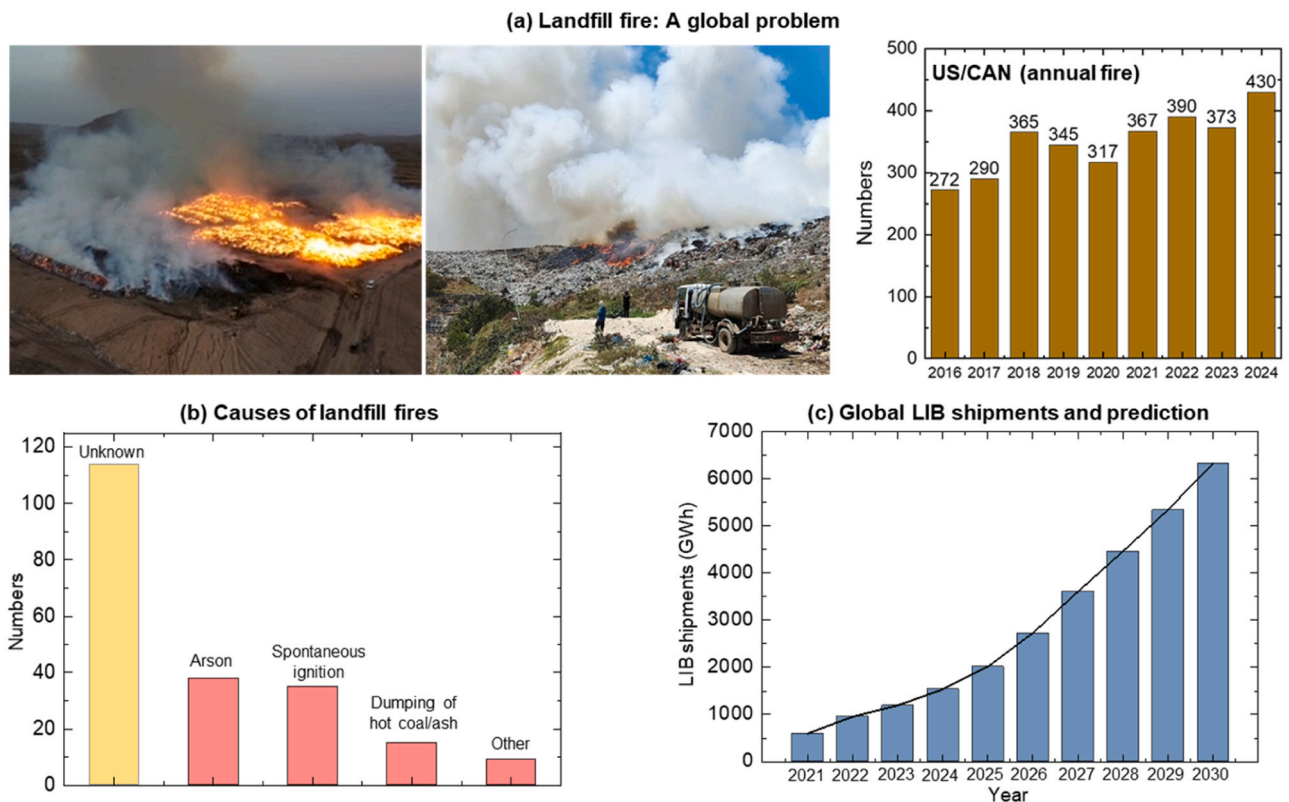 (a) Landfill fire: A global problem
US/CAN (annual fire)
Numbers
500
400
300
200
100
0
272
290
365
345
317
367
390
373
430
2016 2017 2018 2019 2020 2021 2022 2023 2024
(b) Causes of landfill fires
Numbers
120
100
80
60
40
20
0
Unknown
Arson
Spontaneous
ignition
Dumping of
hot coal/ash
Other
(c) Global LIB shipments and prediction
LIB shipments (GWh)
7000
6000
5000
4000
3000
2000
1000
0
2021 2022 2023 2024 2025 2026 2027 2028 2029 2030
Year